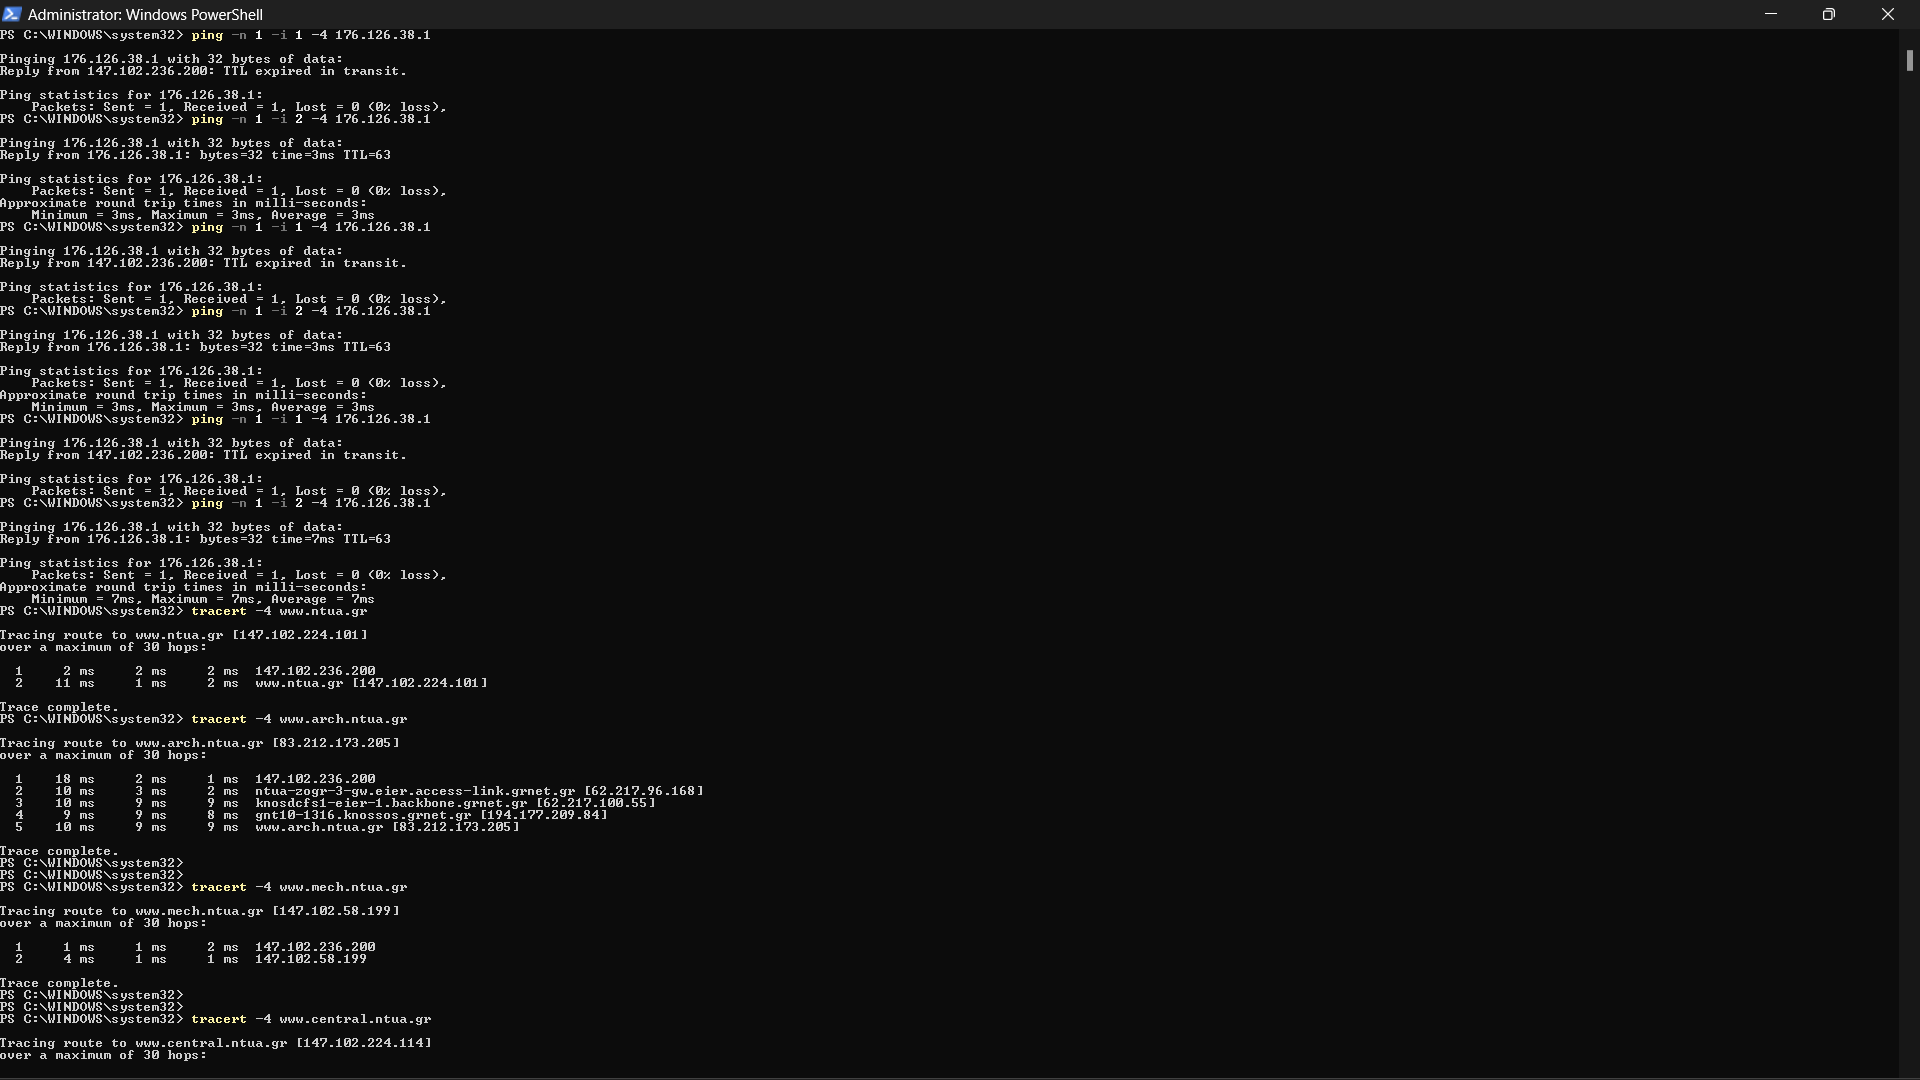 Administrator: Windows PowerShell
PS C:\WINDOWS\system32> ping -n 1 -i 1 -4 176.126.38.1
Pinging 176.126.38.1 with 32 bytes of data:
Reply from 147.102.236.200: TTL expired in transit.
Ping statistics for 176.126.38.1:
    Packets: Sent = 1, Received = 1, Lost = 0 (0% loss),
PS C:\WINDOWS\system32> ping -n 1 -i 2 -4 176.126.38.1
Pinging 176.126.38.1 with 32 bytes of data:
Reply from 176.126.38.1: bytes=32 time=3ms TTL=63
Ping statistics for 176.126.38.1:
    Packets: Sent = 1, Received = 1, Lost = 0 (0% loss),
Approximate round trip times in milli-seconds:
    Minimum = 3ms, Maximum = 3ms, Average = 3ms
PS C:\WINDOWS\system32> ping -n 1 -i 1 -4 176.126.38.1
Pinging 176.126.38.1 with 32 bytes of data:
Reply from 147.102.236.200: TTL expired in transit.
Ping statistics for 176.126.38.1:
    Packets: Sent = 1, Received = 1, Lost = 0 (0% loss),
PS C:\WINDOWS\system32> ping -n 1 -i 2 -4 176.126.38.1
Pinging 176.126.38.1 with 32 bytes of data:
Reply from 176.126.38.1: bytes=32 time=3ms TTL=63
Ping statistics for 176.126.38.1:
    Packets: Sent = 1, Received = 1, Lost = 0 (0% loss),
Approximate round trip times in milli-seconds:
    Minimum = 3ms, Maximum = 3ms, Average = 3ms
PS C:\WINDOWS\system32> ping -n 1 -i 1 -4 176.126.38.1
Pinging 176.126.38.1 with 32 bytes of data:
Reply from 147.102.236.200: TTL expired in transit.
Ping statistics for 176.126.38.1:
    Packets: Sent = 1, Received = 1, Lost = 0 (0% loss),
PS C:\WINDOWS\system32> ping -n 1 -i 2 -4 176.126.38.1
Pinging 176.126.38.1 with 32 bytes of data:
Reply from 176.126.38.1: bytes=32 time=7ms TTL=63
Ping statistics for 176.126.38.1:
    Packets: Sent = 1, Received = 1, Lost = 0 (0% loss),
Approximate round trip times in milli-seconds:
    Minimum = 7ms, Maximum = 7ms, Average = 7ms
PS C:\WINDOWS\system32> tracert -4 www.ntua.gr
Tracing route to www.ntua.gr [147.102.224.101]
over a maximum of 30 hops:
  1     2 ms     2 ms     2 ms  147.102.236.200
  2    11 ms     1 ms     2 ms  www.ntua.gr [147.102.224.101]
Trace complete.
PS C:\WINDOWS\system32> tracert -4 www.arch.ntua.gr
Tracing route to www.arch.ntua.gr [83.212.173.205]
over a maximum of 30 hops:
  1    18 ms     2 ms     1 ms  147.102.236.200
  2    10 ms     3 ms     2 ms  ntua-zogr-3-gw.eier.access-link.grnet.gr [62.217.96.168]
  3    10 ms     9 ms     9 ms  knosdcfs1-eier-1.backbone.grnet.gr [62.217.100.55]
  4     9 ms     9 ms     8 ms  gnt10-1316.knossos.grnet.gr [194.177.209.84]
  5    10 ms     9 ms     9 ms  www.arch.ntua.gr [83.212.173.205]
Trace complete.
PS C:\WINDOWS\system32>
PS C:\WINDOWS\system32>
PS C:\WINDOWS\system32> tracert -4 www.mech.ntua.gr
Tracing route to www.mech.ntua.gr [147.102.58.199]
over a maximum of 30 hops:
  1     1 ms     1 ms     2 ms  147.102.236.200
  2     4 ms     1 ms     1 ms  147.102.58.199
Trace complete.
PS C:\WINDOWS\system32>
PS C:\WINDOWS\system32>
PS C:\WINDOWS\system32> tracert -4 www.central.ntua.gr
Tracing route to www.central.ntua.gr [147.102.224.114]
over a maximum of 30 hops: